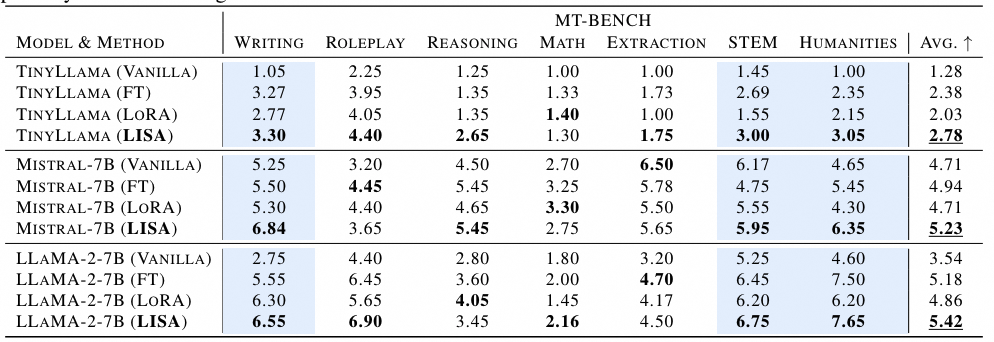 MT-BENCH
MODEL & METHOD WRITING ROLEPLAY REASONING MATH EXTRACTION STEM HUMANITIES AVG. ↑
TINYLLAMA (VANILLA) 1.05 2.25 1.25 1.00 1.00 1.45 1.00 1.28
TINYLLAMA (FT) 3.27 3.95 1.35 1.33 1.73 2.69 2.35 2.38
TINYLLAMA (LORA) 2.77 4.05 1.35 1.40 1.00 1.55 2.15 2.03
TINYLLAMA (LISA) 3.30 4.40 2.65 1.30 1.75 3.00 3.05 2.78
MISTRAL-7B (VANILLA) 5.25 3.20 4.50 2.70 6.50 6.17 4.65 4.71
MISTRAL-7B (FT) 5.50 4.45 5.45 3.25 5.78 4.75 5.45 4.94
MISTRAL-7B (LORA) 5.30 4.40 4.65 3.30 5.50 5.55 4.30 4.71
MISTRAL-7B (LISA) 6.84 3.65 5.45 2.75 5.65 5.95 6.35 5.23
LLAMA-2-7B (VANILLA) 2.75 4.40 2.80 1.80 3.20 5.25 4.60 3.54
LLAMA-2-7B (FT) 5.55 6.45 3.60 2.00 4.70 6.45 7.50 5.18
LLAMA-2-7B (LORA) 6.30 5.65 4.05 1.45 4.17 6.20 6.20 4.86
LLAMA-2-7B (LISA) 6.55 6.90 3.45 2.16 4.50 6.75 7.65 5.42